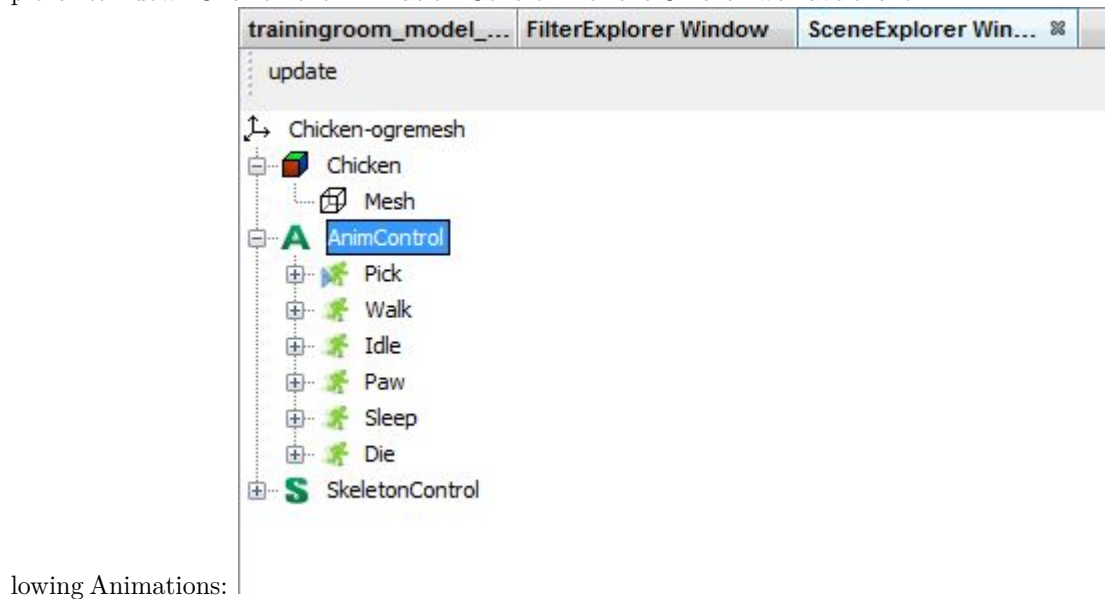 trainingroom_model_... FilterExplorer Window SceneExplorer Win...
update
Chicken-ogremesh
Chicken
Mesh
AnimControl
Pick
Walk
Idle
Paw
Sleep
Die
SkeletonControl
lowing Animations: